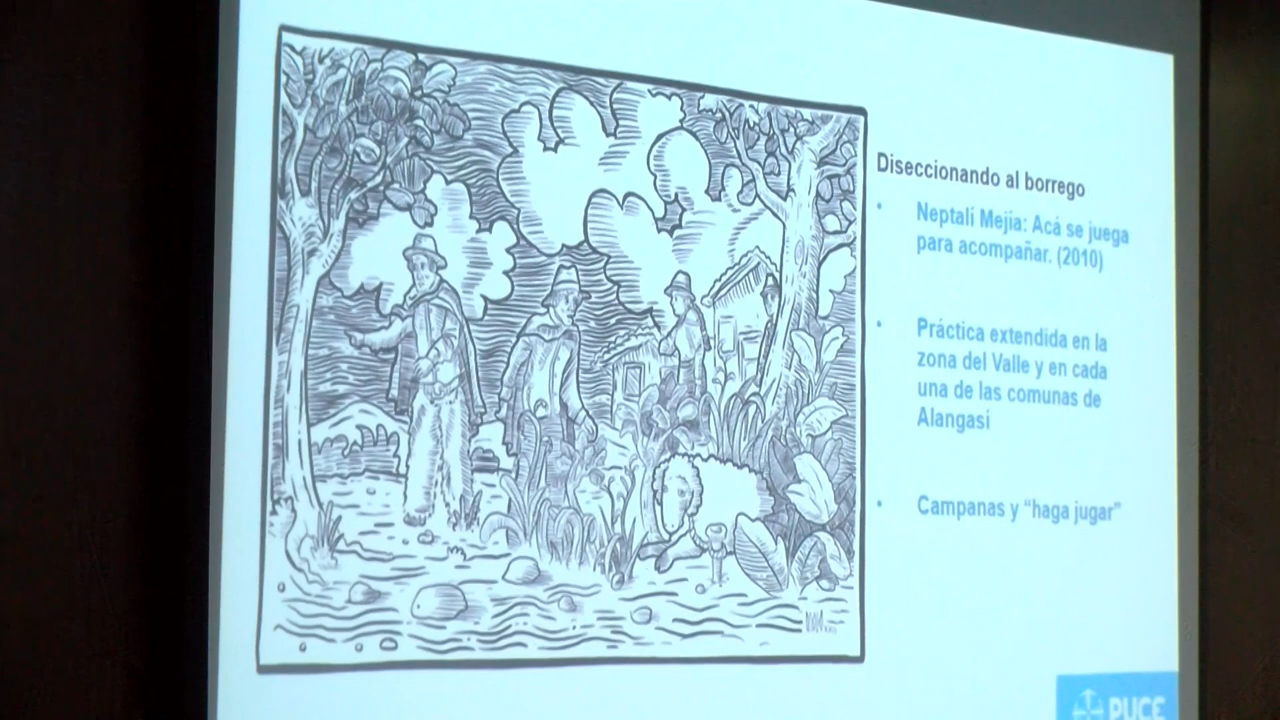 Diseccionando al borrego
• Neptalí Mejía: Acá se juega
para acompañar. (2010)
• Práctica extendida en la
zona del Valle y en cada
una de las comunas de
Alangasi
• Campanas y “haga jugar”
PUCE